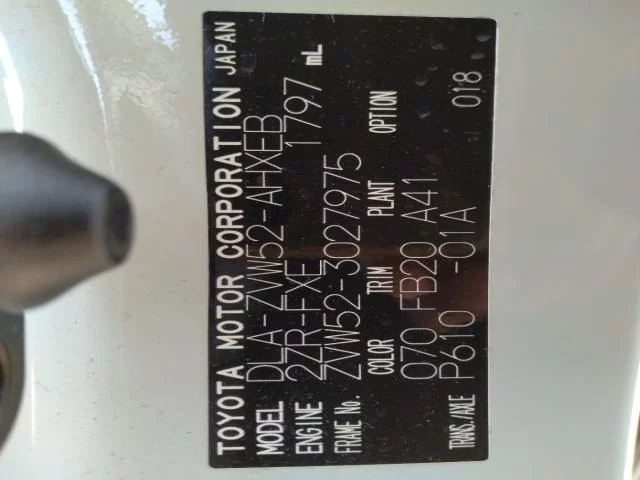 TOYOTA MOTOR CORPORATION JAPAN
MODEL DLA-ZVW52-AHXEB
ENGINE 2ZR-FXE 1797 mL
FRAME No. ZVW52-3027975
COLOR TRIM PLANT OPTION
070 FB20 A41
TRANS./AXLE P610 -01A 018